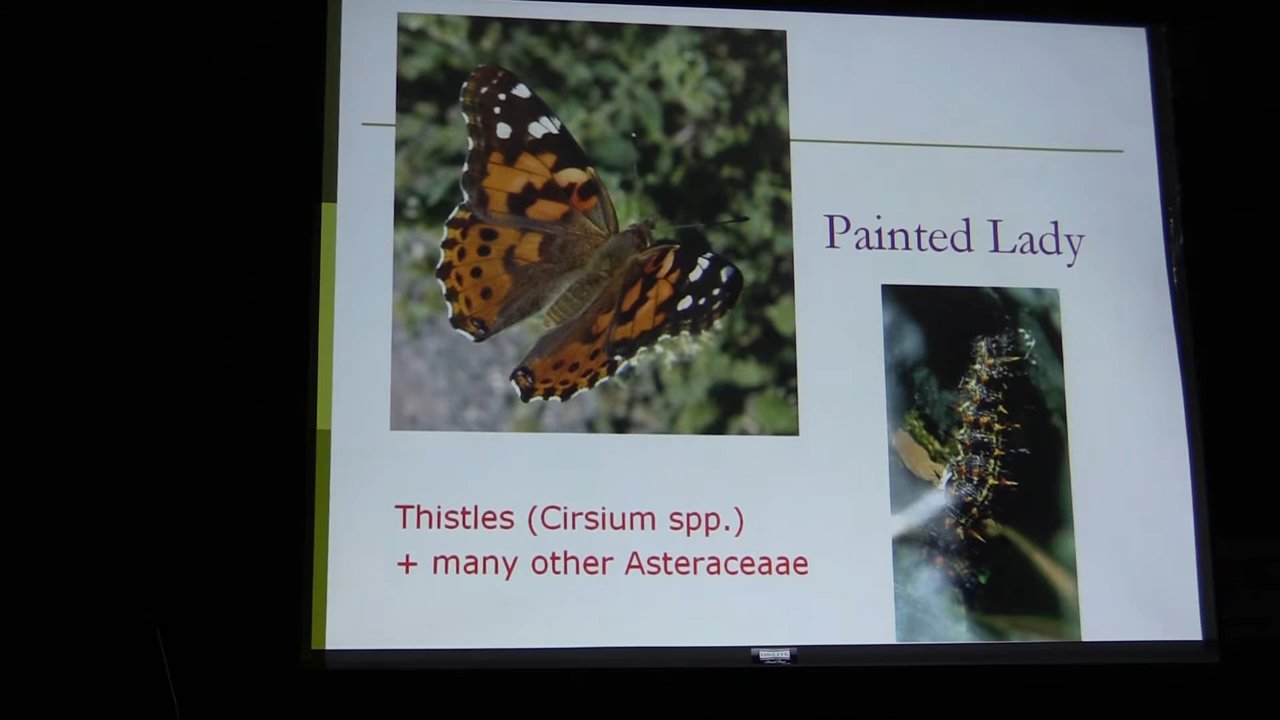 Painted Lady
Thistles (Cirsium spp.)
+ many other Asteraceaae